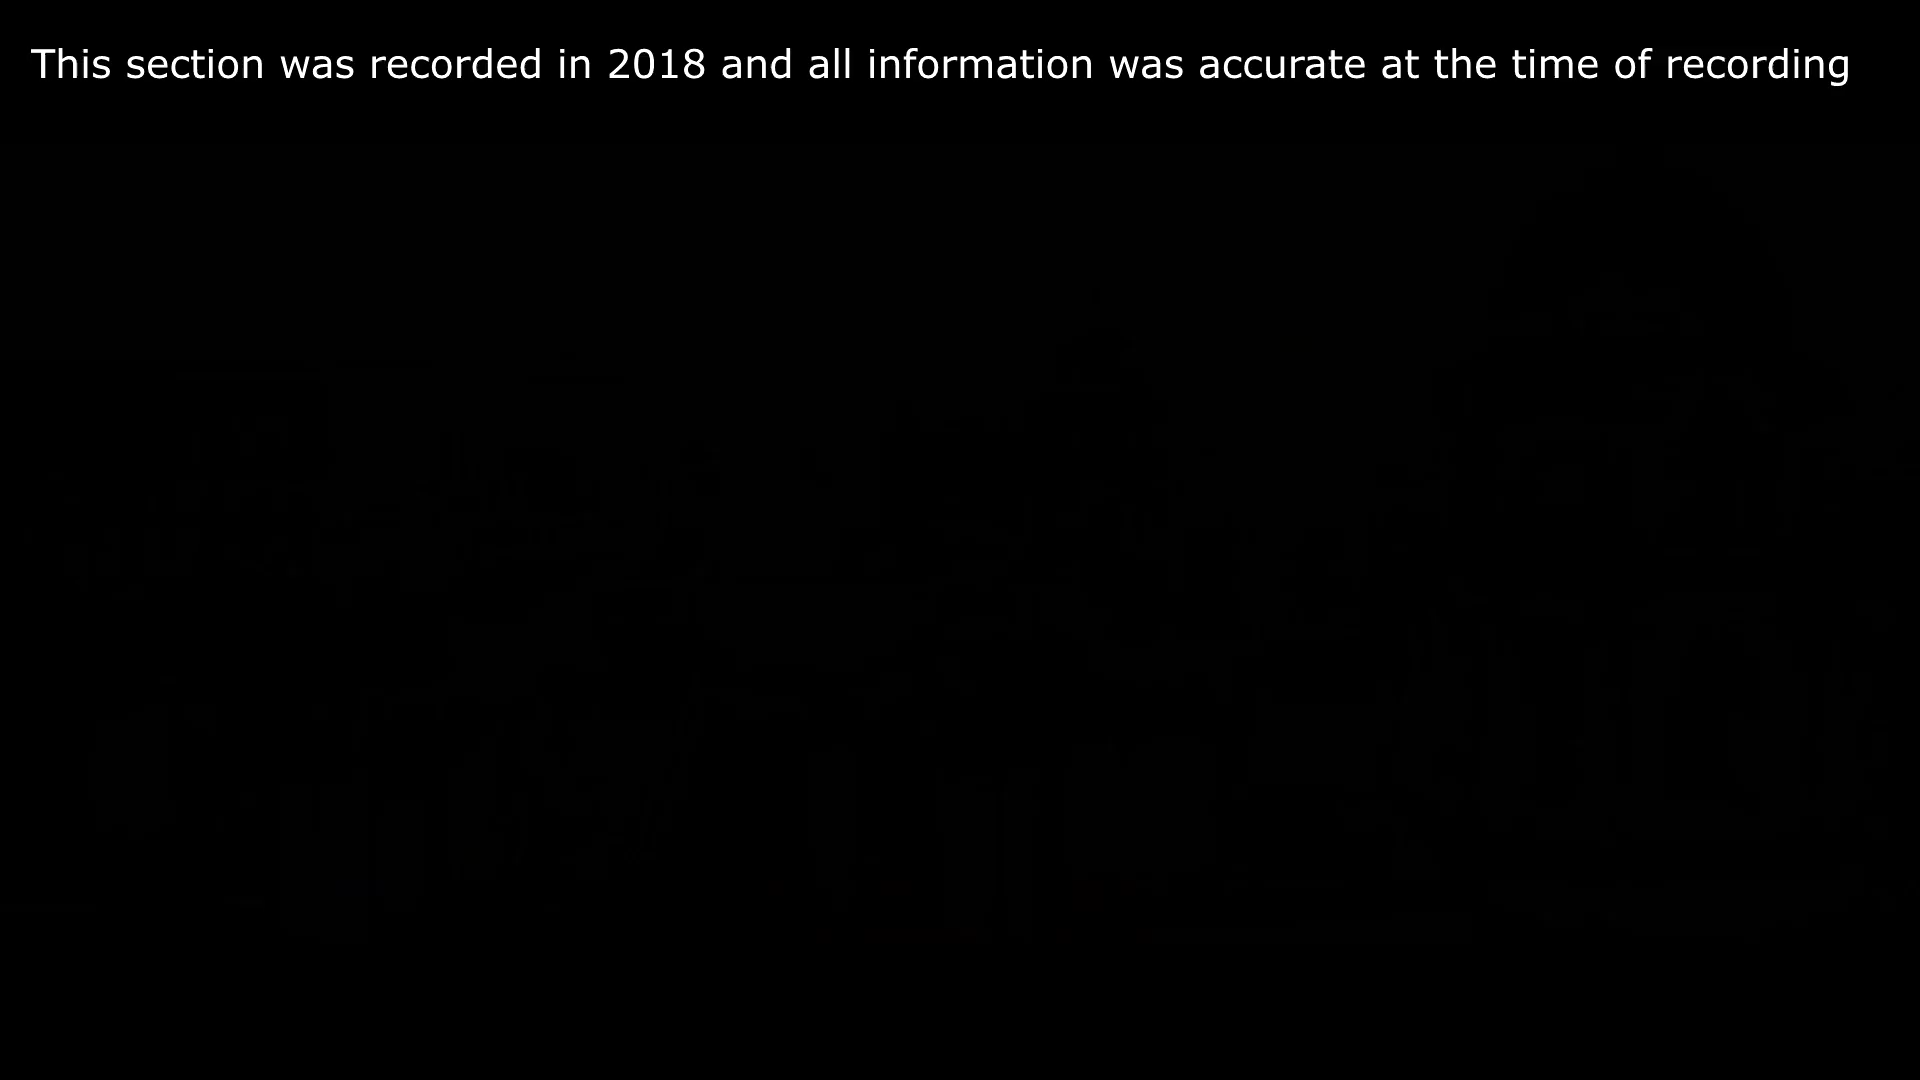 This section was recorded in 2018 and all information was accurate at the time of recording